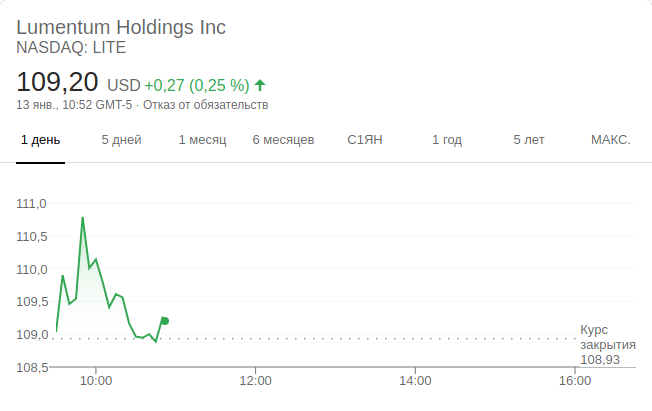 Lumentum Holdings Inc
NASDAQ: LITE
109,20 USD +0,27 (0,25 %)
13 янв., 10:52 GMT-5 · Отказ от обязательств
1 день 5 дней 1 месяц 6 месяцев С1ЯН 1 год 5 лет МАКС.
111,0
110,5
110,0
109,5
109,0
108,5
Курс
закрытия
108,93
10:00 12:00 14:00 16:00